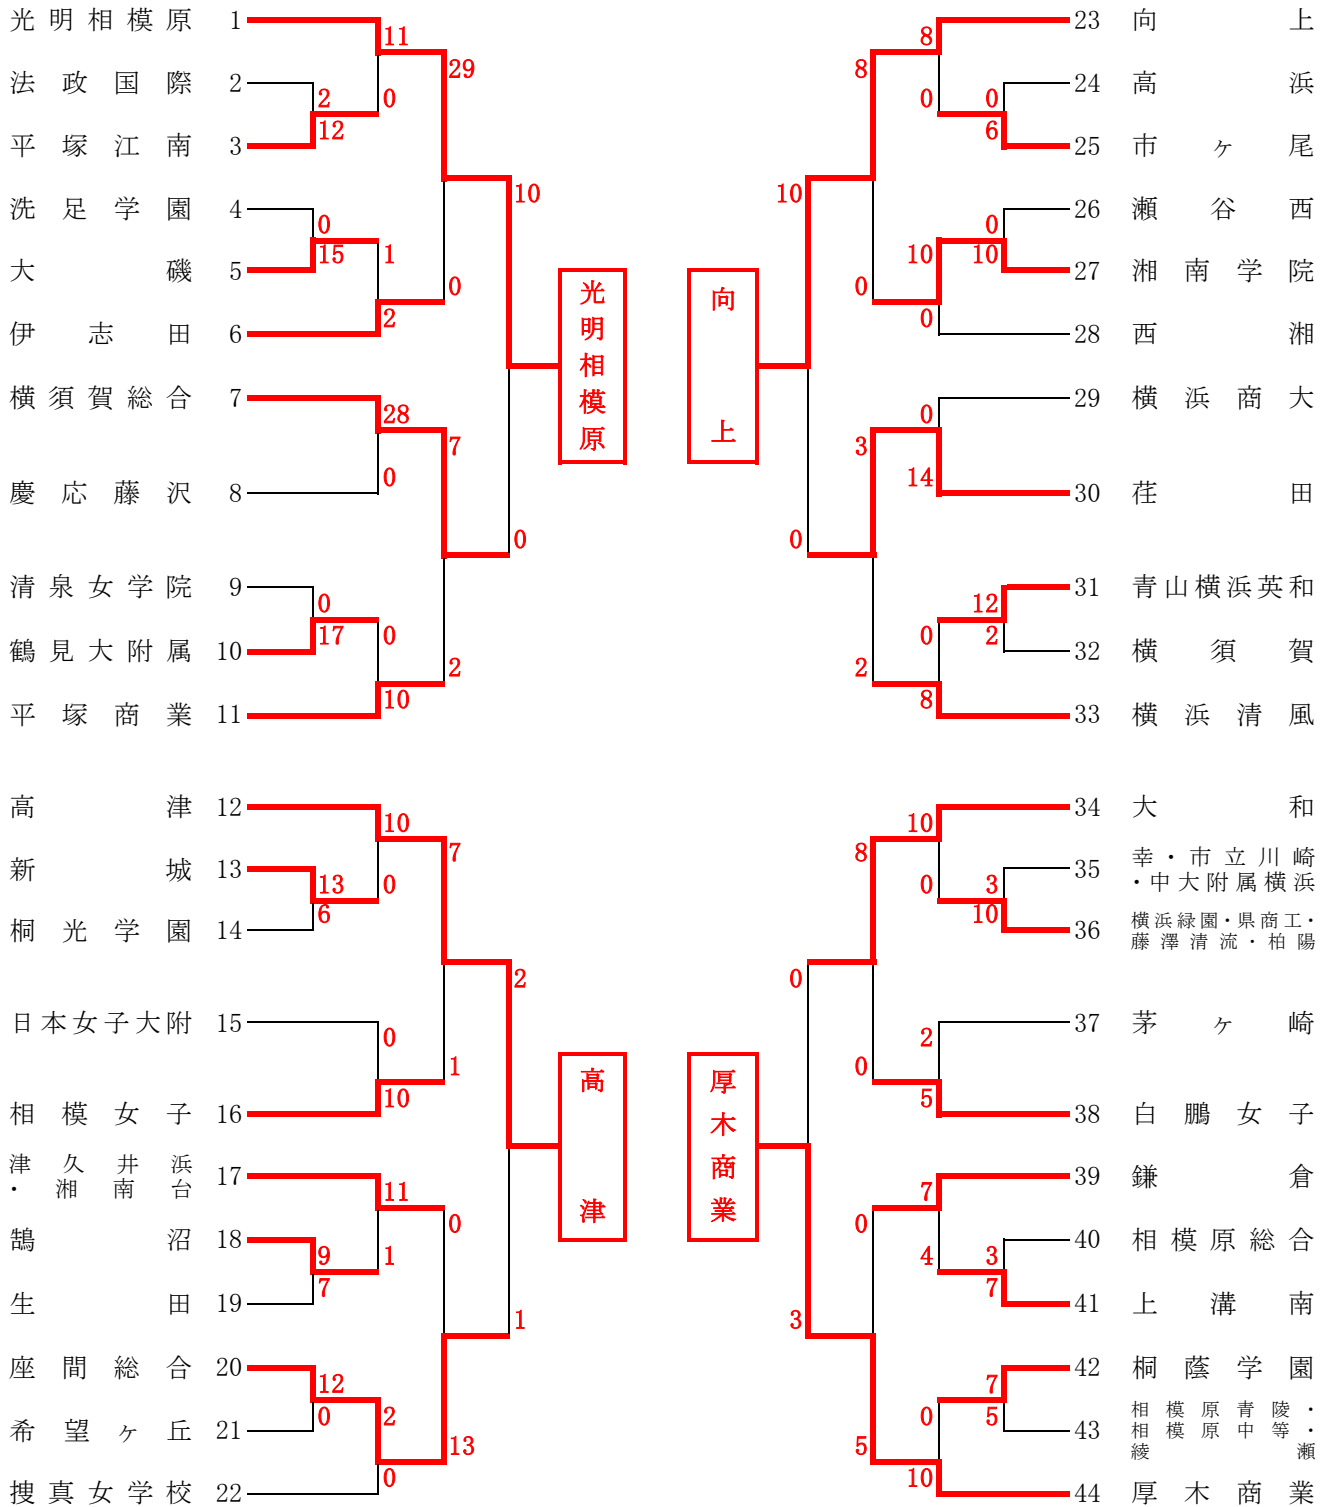 光明相模原 1
法政国際 2
平塚江南 3
洗足学園 4
大磯 5
伊志田 6
横須賀総合 7
慶応藤沢 8
清泉女学院 9
鶴見大附属 10
平塚商業 11
高津 12
新城 13
桐光学園 14
日本女子大附 15
相模女子 16
津久井浜
・湘南台 17
鵠沼 18
生田 19
座間総合 20
希望ヶ丘 21
捜真女学校 22
11
0
2
12
29
0
15
1
2
0
10
28
0
7
0
17
0
10
2
0
光明相模原
10
0
13
6
7
0
10
1
2
11
1
9
7
0
12
0
2
0
13
1
高津
23 向上
24 高浜
25 市ヶ尾
26 瀬谷西
27 湘南学院
28 西湘
29 横浜商大
30 荏田
31 青山横浜英和
32 横須賀
33 横浜清風
34 大和
35 幸・市立川崎
・中大附属横浜
36 横浜緑園・県商工・
藤澤清流・柏陽
37 茅ヶ崎
38 白鵬女子
39 鎌倉
40 相模原総合
41 上溝南
42 桐蔭学園
43 相模原青陵・
相模原中等・
綾瀬
44 厚木商業
8
0
0
6
8
10
0
10
10
0
0
向上
0
14
3
0
12
2
0
8
2
10
0
3
10
8
0
2
5
0
厚木商業
7
4
3
7
0
3
7
5
0
10
5